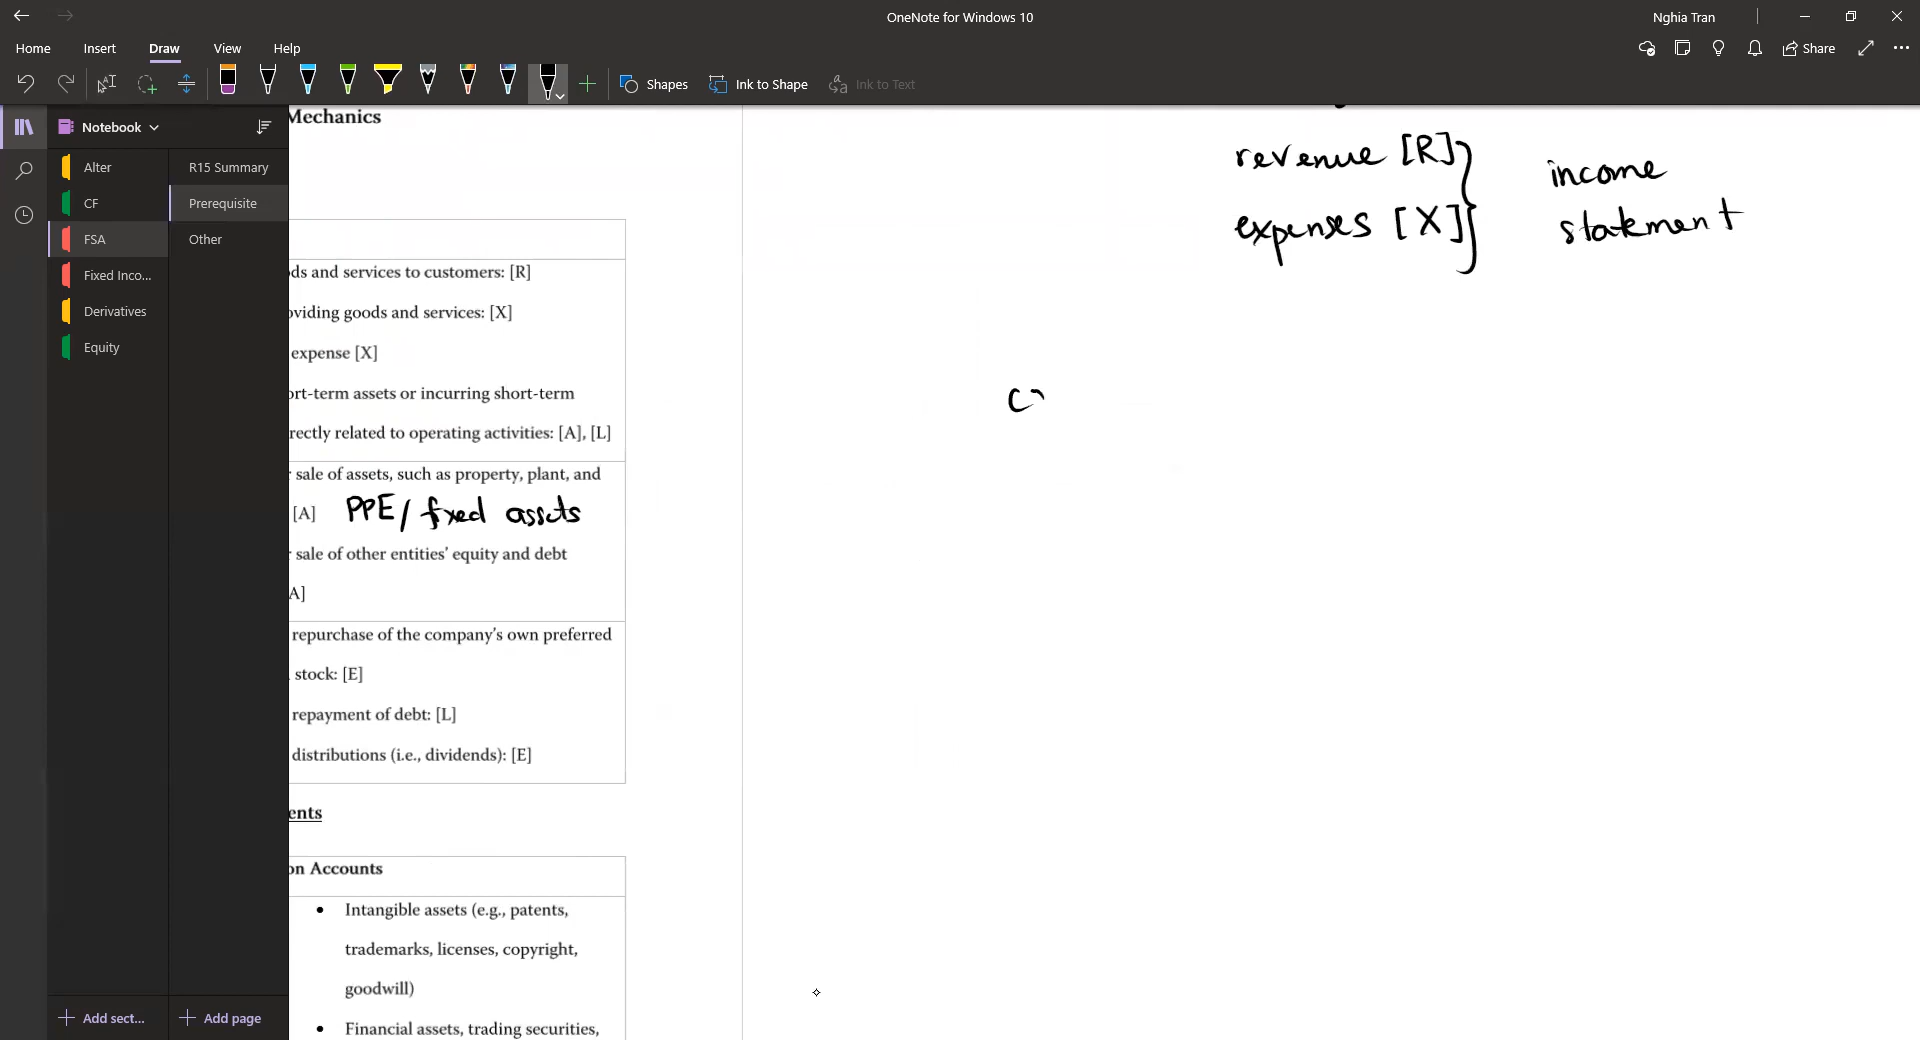 OneNote for Windows 10
Nghia Tran
Home Insert Draw View Help
Share
Shapes Ink to Shape Ink to Text
Notebook
Alter
CF
FSA
Fixed Inco...
Derivatives
Equity
R15 Summary
Prerequisite
Other
Add sect...
Add page
Mechanics
ds and services to customers: [R]
oviding goods and services: [X]
expense [X]
ort-term assets or incurring short-term
rectly related to operating activities: [A], [L]
r sale of assets, such as property, plant, and
[A] PPE/ fixed assets
r sale of other entities’ equity and debt
A]
repurchase of the company’s own preferred
stock: [E]
repayment of debt: [L]
distributions (i.e., dividends): [E]
ents
on Accounts
• Intangible assets (e.g., patents,
trademarks, licenses, copyright,
goodwill)
• Financial assets, trading securities,
revenue [R]
expenses [X]
income
statement